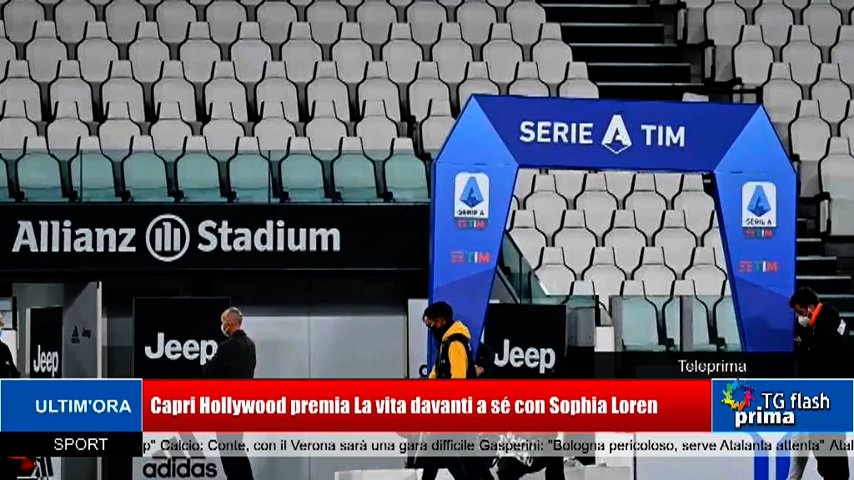 SERIE A TIM
SERIE A
TIM
SERIE A
TIM
TIM
TIM
Allianz Stadium
Jeep
Jeep
Jeep
Teleprima
ULTIM'ORA
Capri Hollywood premia La vita davanti a sé con Sophia Loren
TG flash
prima
SPORT
p" Calcio: Conte, con il Verona sarà una gara difficile Gasperini: "Bologna pericoloso, serve Atalanta attenta" Atal
adidas